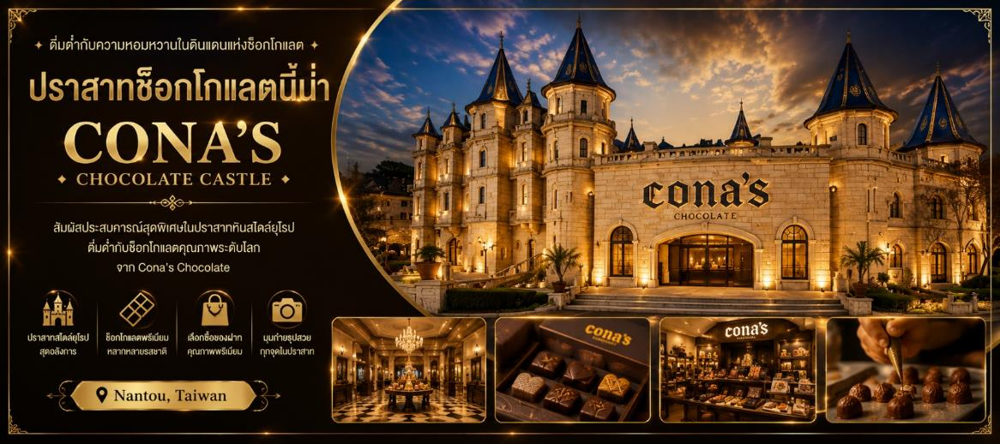 ดื่มด่ำกับความหอมหวานในดินแดนแห่งช็อกโกแลต
ปราสาทช็อกโกแลตนี้น่า
CONA'S
CHOCOLATE CASTLE
สัมผัสประสบการณ์สุดพิเศษในปราสาทหินสไตล์ยุโรป
ดื่มด่ำกับช็อกโกแลตคุณภาพระดับโลก
จาก Cona's Chocolate
ปราสาทสไตล์ยุโรป
สุดอลังการ
ช็อกโกแลตพรีเมียม
หลากหลายรสชาติ
เลือกซื้อของฝาก
คุณภาพพรีเมียม
มุมถ่ายรูปสวย
ทุกจุดในปราสาท
Nantou, Taiwan
cona's
CHOCOLATE
cona's
cona's